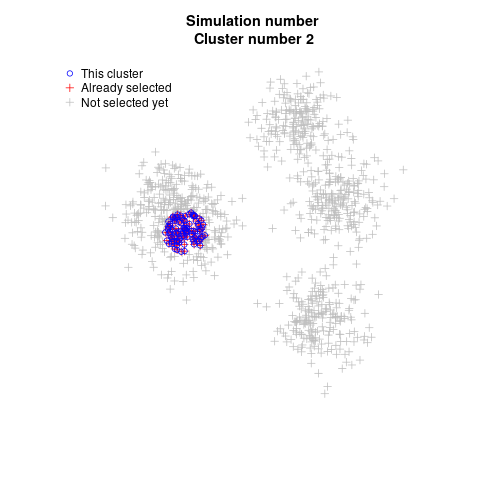 Simulation number
Cluster number 2
This cluster
Already selected
Not selected yet